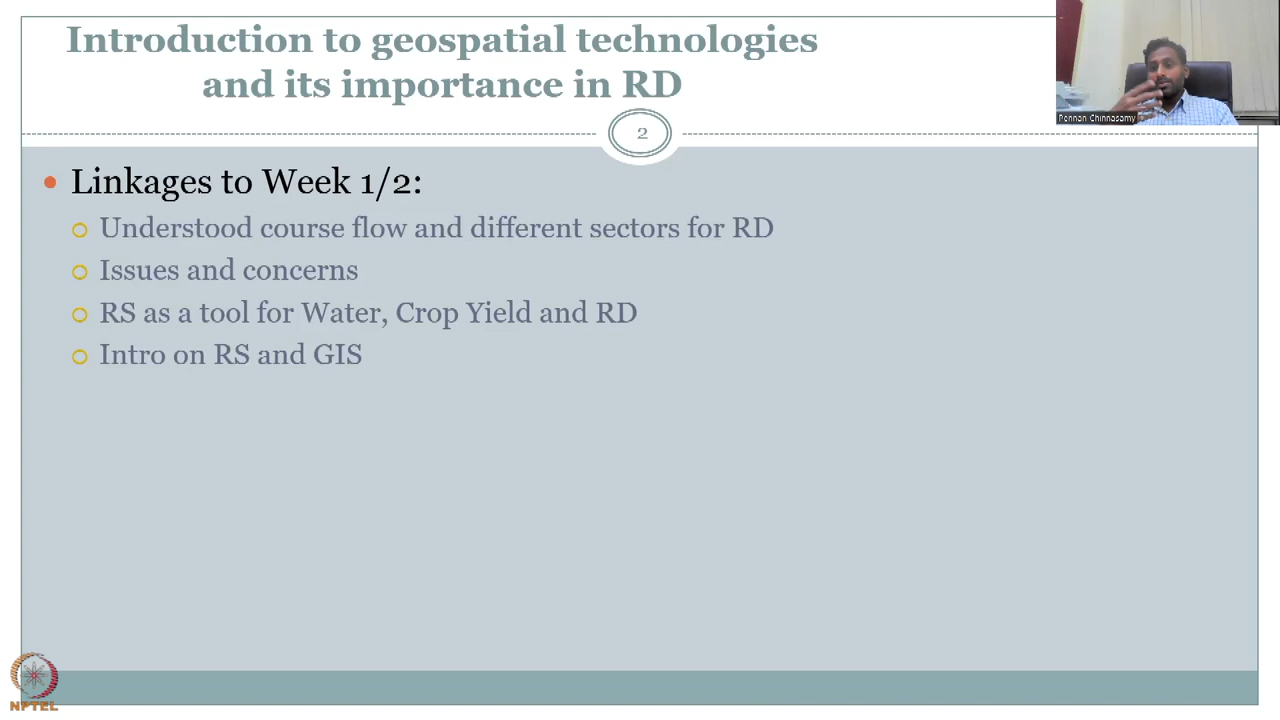 Introduction to geospatial technologies
and its importance in RD
Pennan Chinnasamy
2
Linkages to Week 1/2:
Understood course flow and different sectors for RD
Issues and concerns
RS as a tool for Water, Crop Yield and RD
Intro on RS and GIS
NPTEL